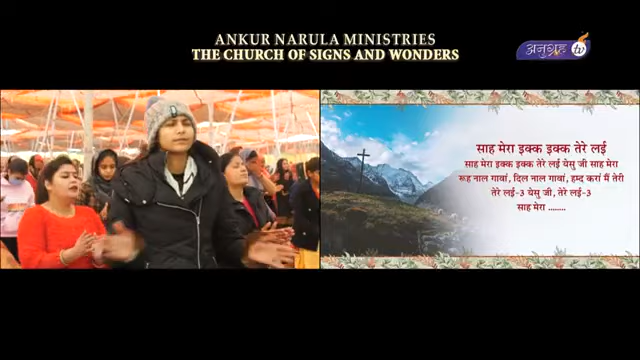 ANKUR NARULA MINISTRIES
THE CHURCH OF SIGNS AND WONDERS
अनुग्रह tv
साह मेरा इक्क इक्क तेरे लई
साह मेरा इक्क इक्क तेरे लई येसु जी साह मेरा
रूह नाल गावां, दिल नाल गावां, हम्द करां मैं तेरी
तेरे लई-3 येसु जी, तेरे लई-3
साह मेरा ........